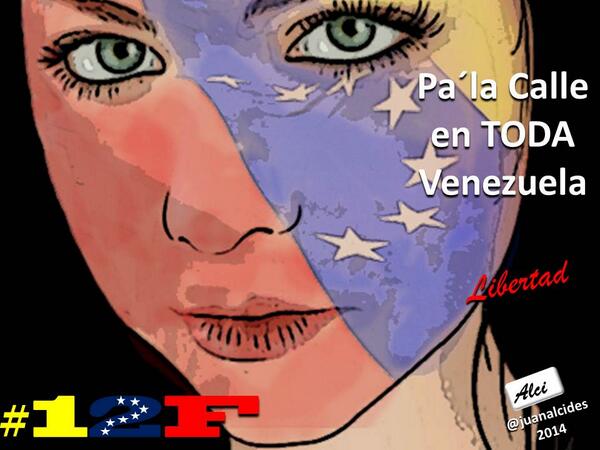 Pa´la Calle
en TODA
Venezuela
Libertad
#12F
Alci
@juanalcides
2014